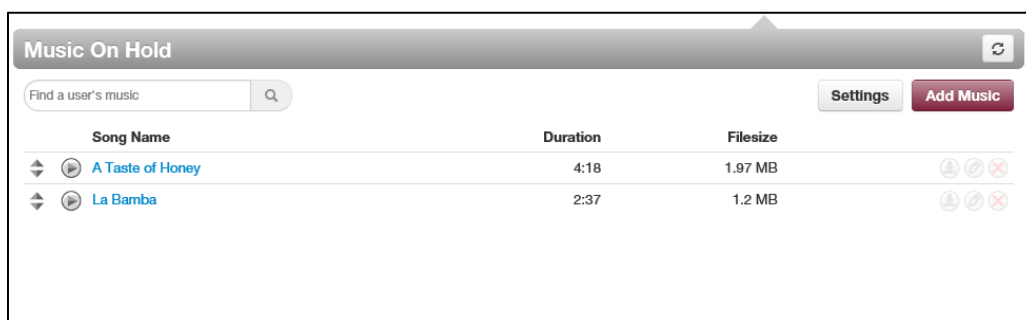 Music On Hold
Find a user's music
Settings Add Music
Song Name Duration Filesize
A Taste of Honey 4:18 1.97 MB
La Bamba 2:37 1.2 MB